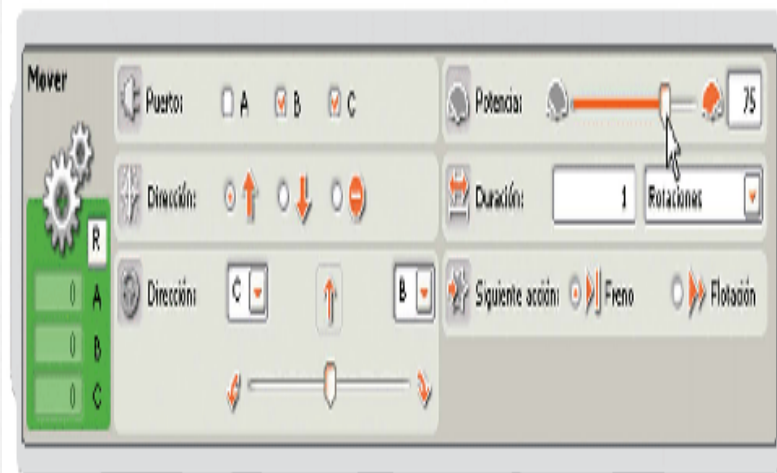 Mover
Puerto: A B C
Potencia: 75
Dirección:
Duración: 1 Rotaciones
R
Dirección: C B
Siguiente acción: Freno Flotación
0 A
0 B
0 C